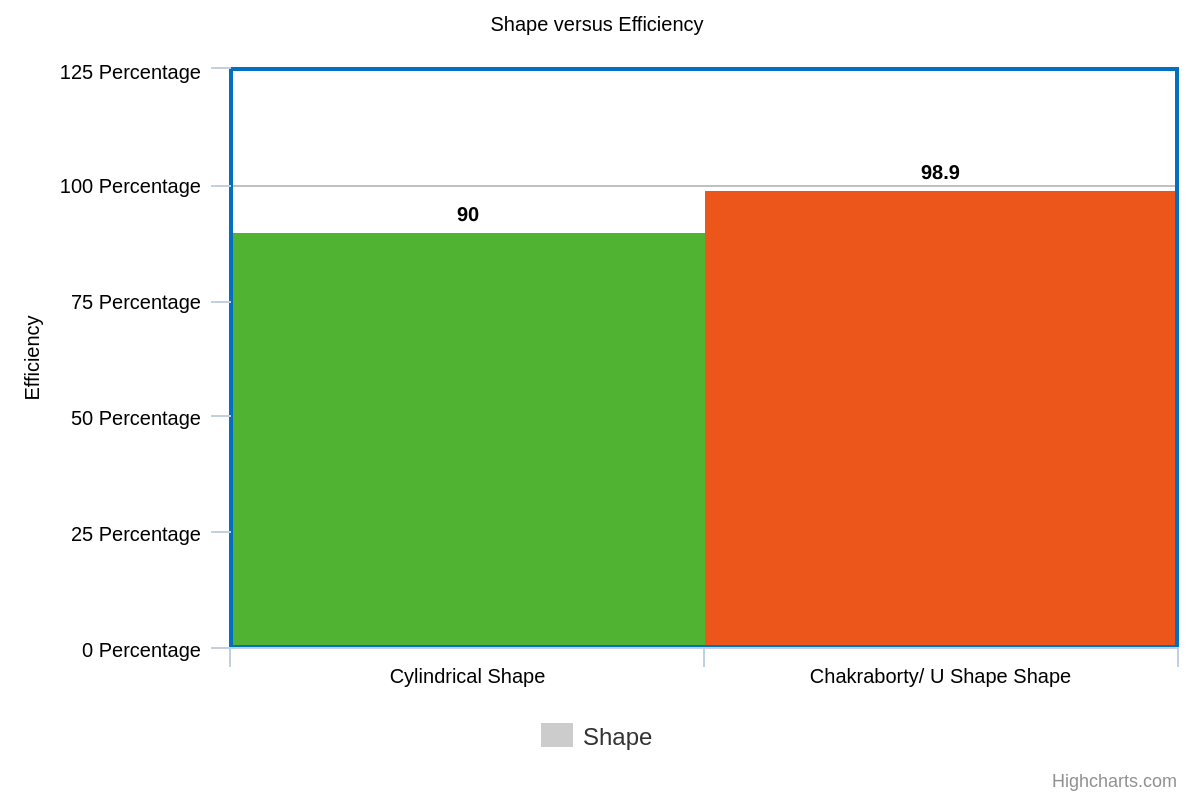 Shape versus Efficiency
125 Percentage
100 Percentage
75 Percentage
50 Percentage
25 Percentage
0 Percentage
Efficiency
90
98.9
Cylindrical Shape
Chakraborty/ U Shape Shape
Shape
Highcharts.com